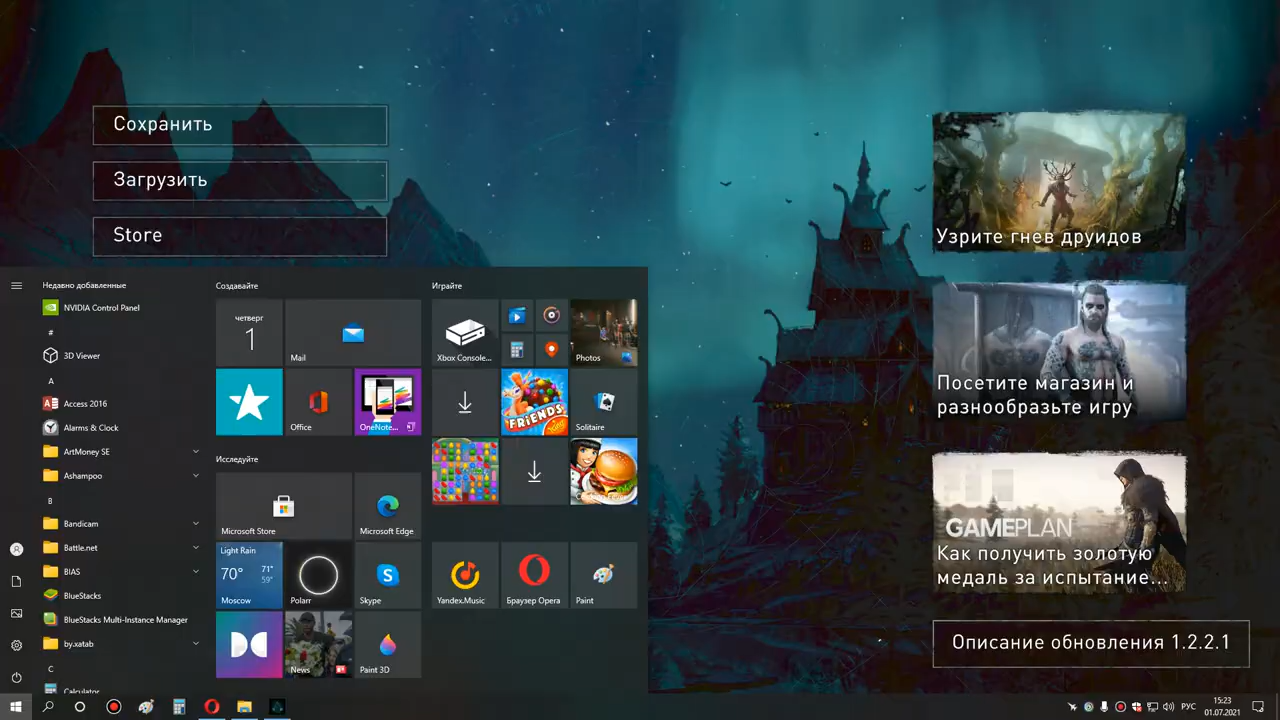 Сохранить
Загрузить
Store
Узрите гнев друидов
Посетите магазин и
разнообразьте игру
GAMEPLAN
Как получить золотую
медаль за испытание...
Описание обновления 1.2.2.1
Недавно добавленные
NVIDIA Control Panel
#
3D Viewer
A
Access 2016
Alarms & Clock
ArtMoney SE
Ashampoo
B
Bandicam
Battle.net
BIAS
BlueStacks
BlueStacks Multi-Instance Manager
by.xatab
C
Calculator
Создавайте
четверг
1
Mail
Office
OneNote...
Исследуйте
Microsoft Store
Microsoft Edge
Light Rain
70° 71°
59°
Moscow
Polarr
Skype
News
Paint 3D
Играйте
Xbox Console...
Photos
FRIENDS
Solitaire
Yandex.Music
Браузер Opera
Paint
РУС
15:23
01.07.2021